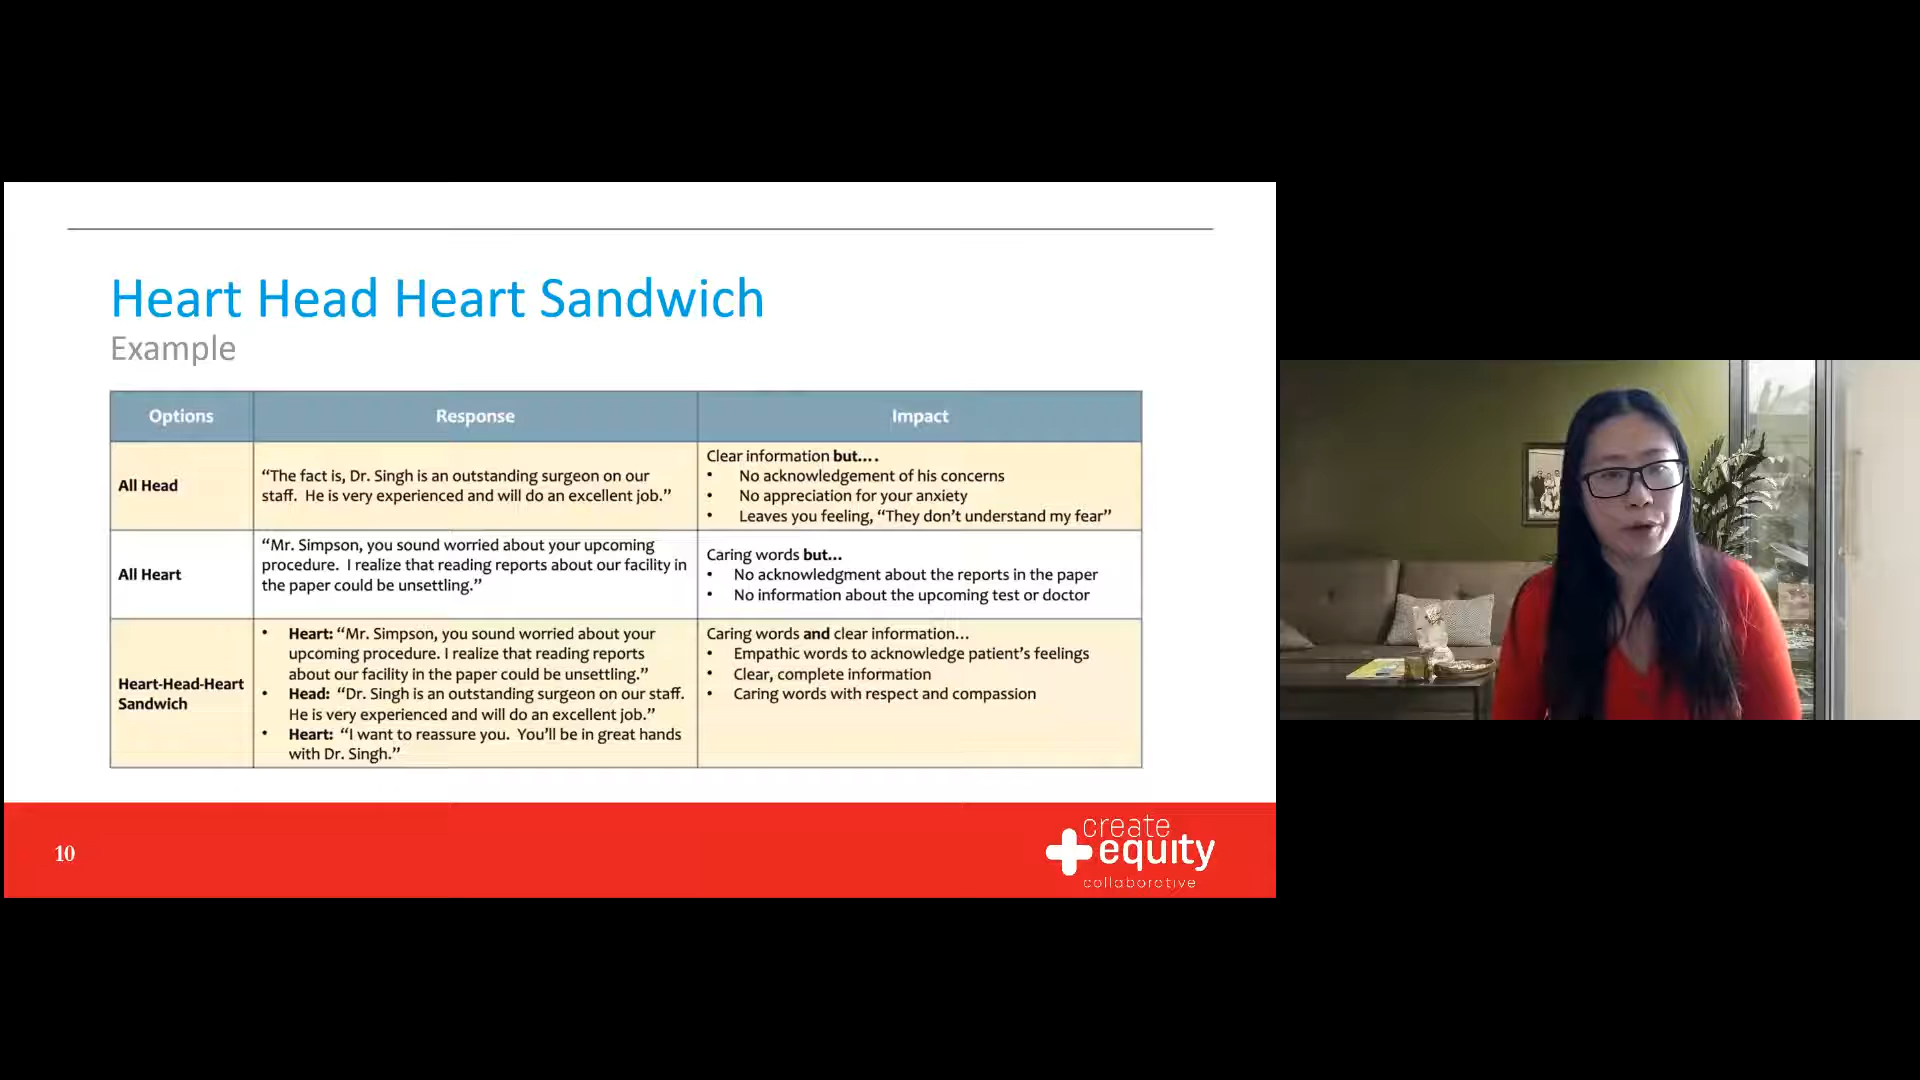 Heart Head Heart Sandwich
Example
Options
Response
Impact
All Head
“The fact is, Dr. Singh is an outstanding surgeon on our
staff. He is very experienced and will do an excellent job.”
Clear information but….
• No acknowledgement of his concerns
• No appreciation for your anxiety
• Leaves you feeling, “They don’t understand my fear”
All Heart
“Mr. Simpson, you sound worried about your upcoming
procedure. I realize that reading reports about our facility in
the paper could be unsettling.”
Caring words but…
• No acknowledgment about the reports in the paper
• No information about the upcoming test or doctor
Heart-Head-Heart
Sandwich
• Heart: “Mr. Simpson, you sound worried about your
upcoming procedure. I realize that reading reports
about our facility in the paper could be unsettling.”
• Head: “Dr. Singh is an outstanding surgeon on our staff.
He is very experienced and will do an excellent job.”
• Heart: “I want to reassure you. You’ll be in great hands
with Dr. Singh.”
Caring words and clear information…
• Empathic words to acknowledge patient’s feelings
• Clear, complete information
• Caring words with respect and compassion
10
create
equity
collaborative